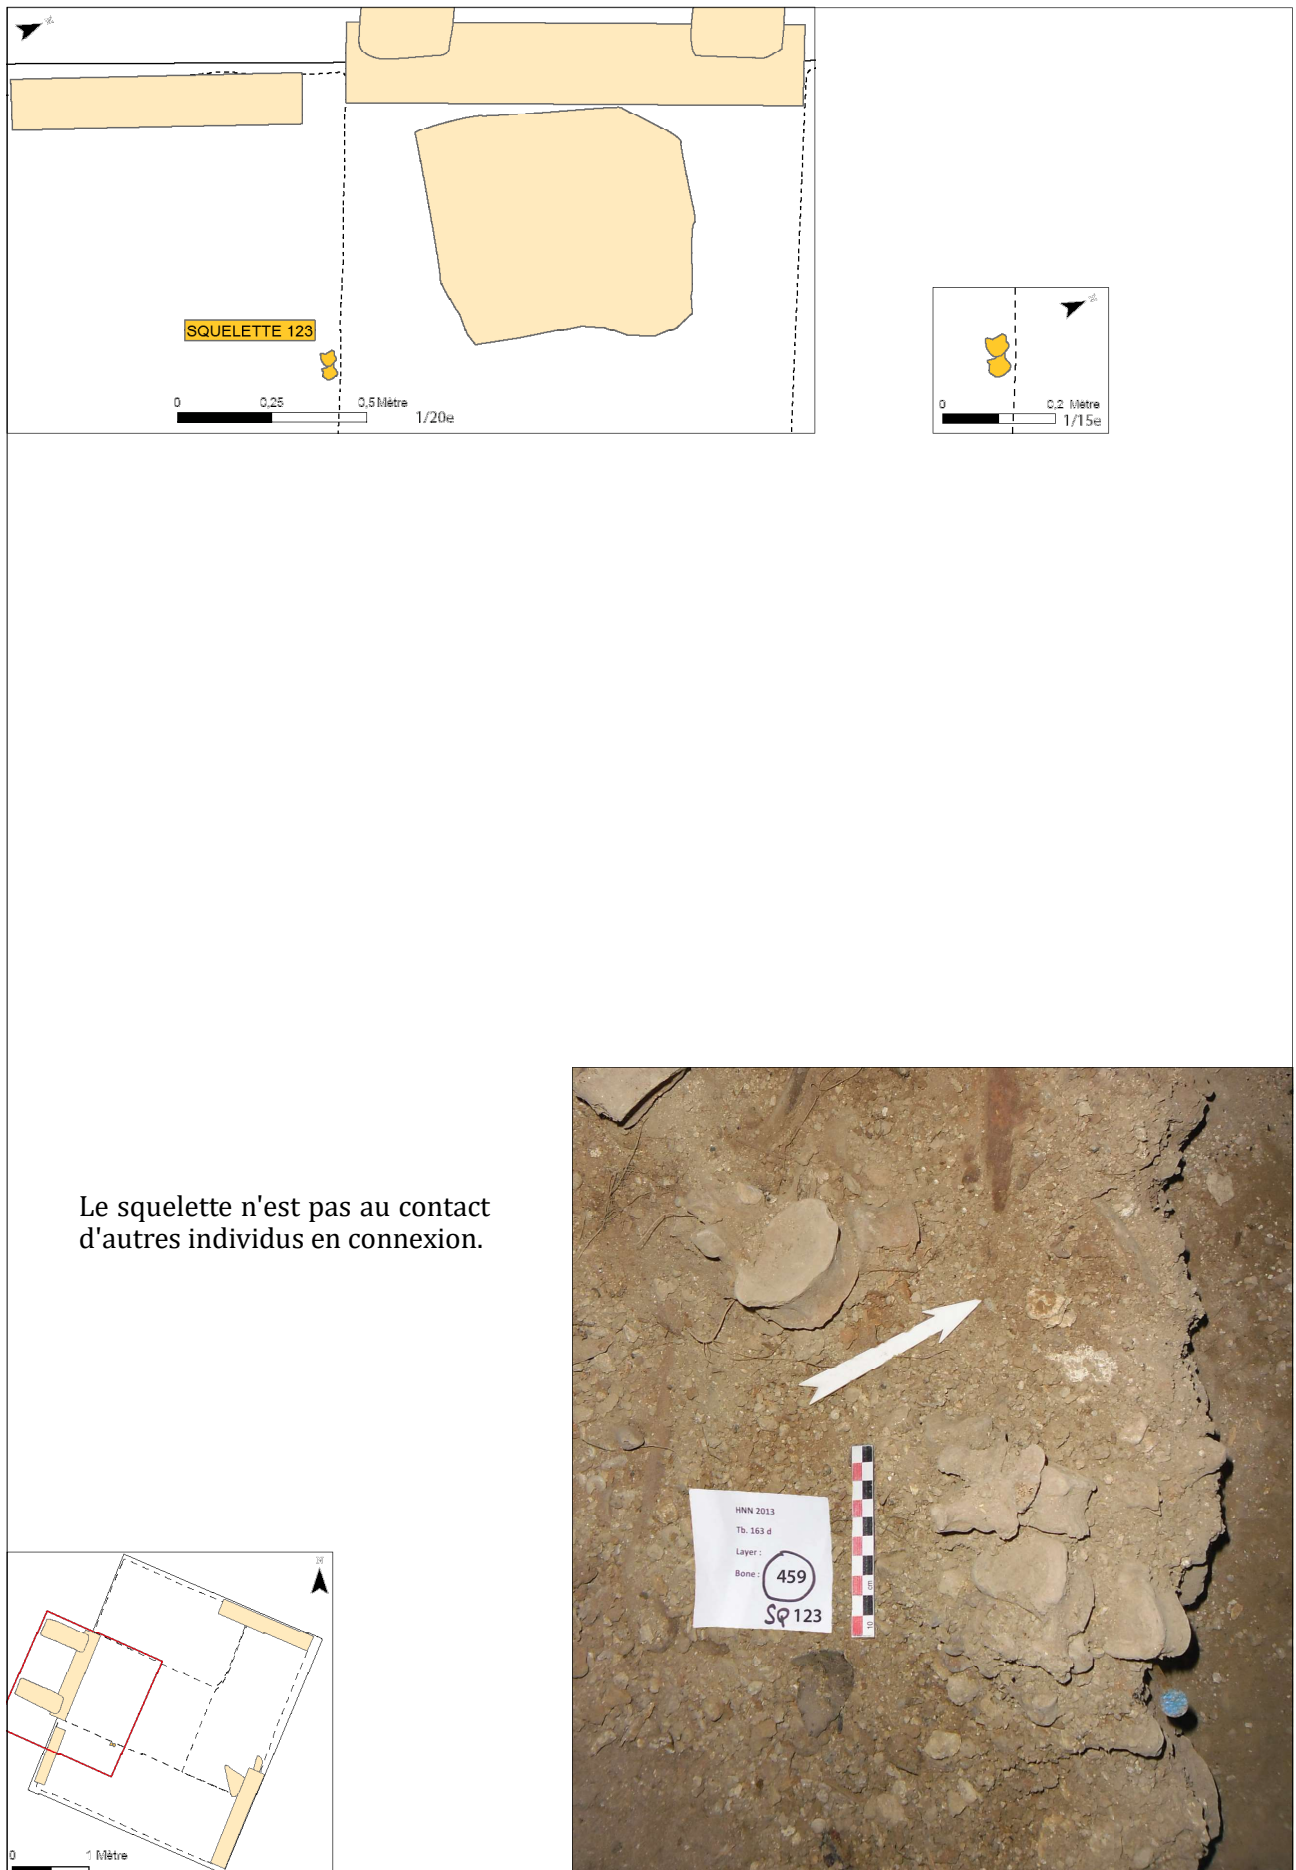 N
SQUELETTE 123
0 0,25 0,5 Mètre
1/20e
N
0 0,2 Mètre
1/15e
Le squelette n'est pas au contact
d'autres individus en connexion.
HNN 2013
Tb. 163 d
Layer :
Bone : 459
SQ 123
cm
10
N
0 1 Mètre